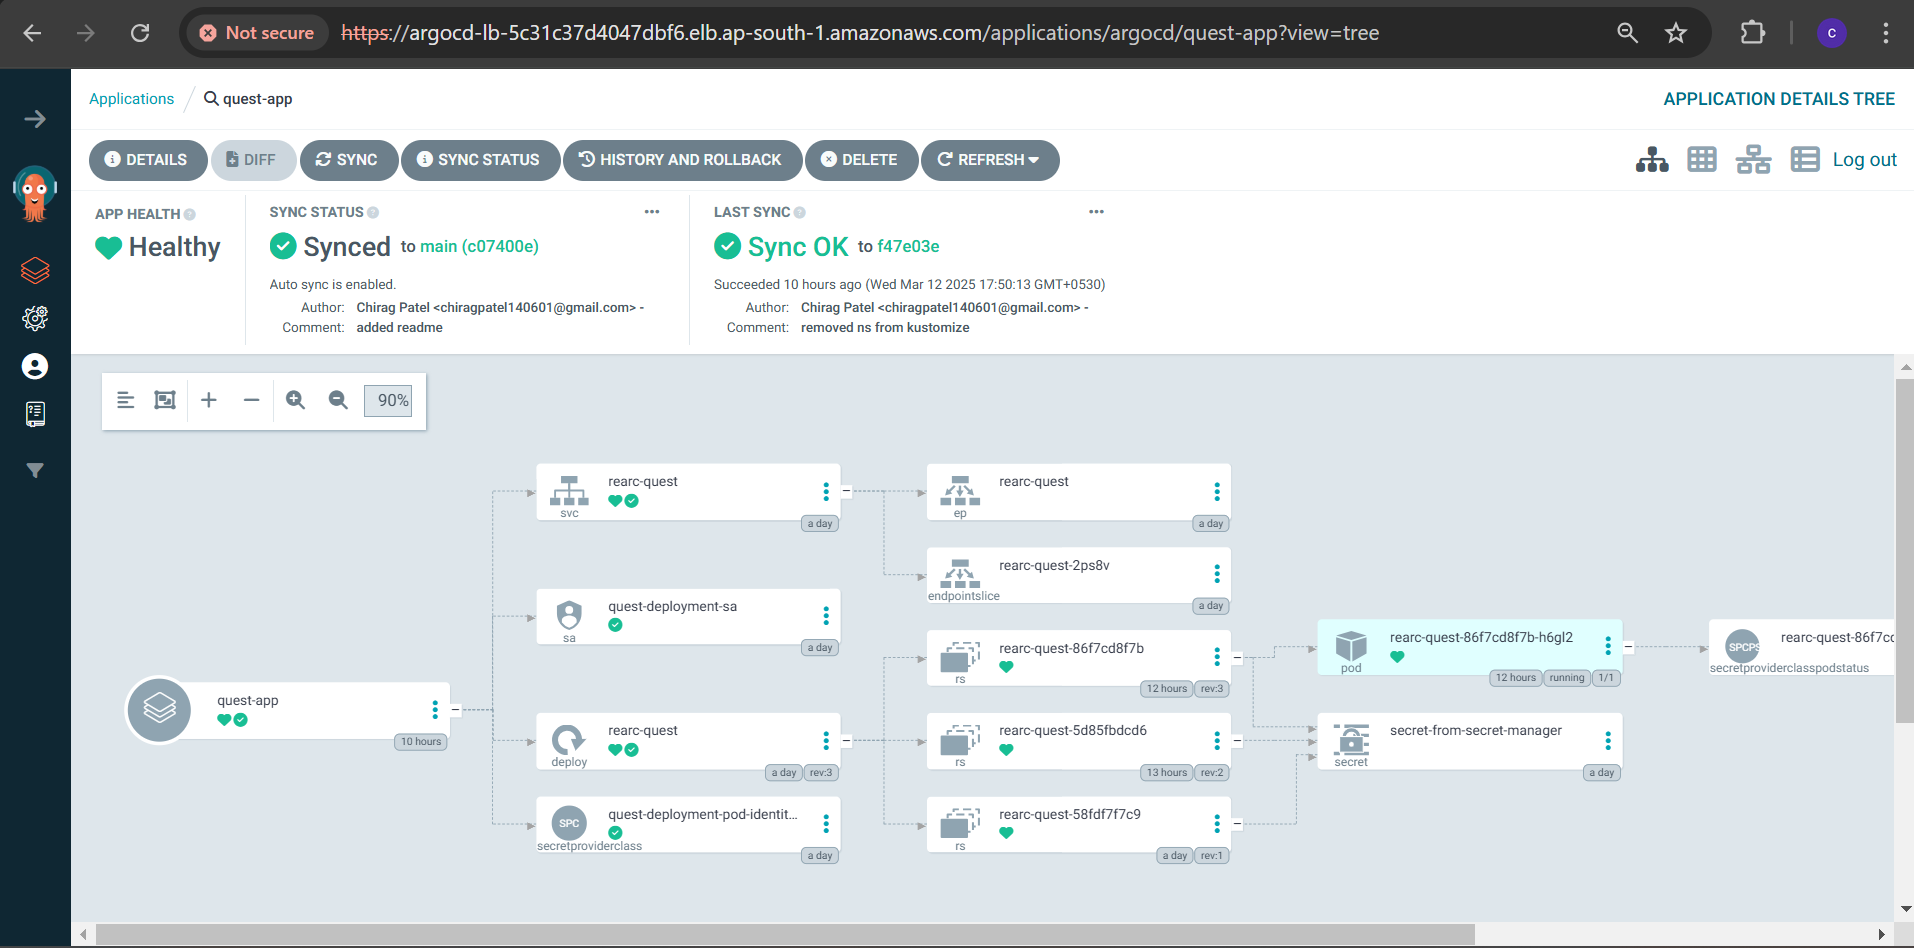 Not secure https://argocd-lb-5c31c37d4047dbf6.elb.ap-south-1.amazonaws.com/applications/argocd/quest-app?view=tree
C
Applications / quest-app
APPLICATION DETAILS TREE
DETAILS DIFF SYNC SYNC STATUS HISTORY AND ROLLBACK DELETE REFRESH
Log out
APP HEALTH
Healthy
SYNC STATUS
Synced to main (c07400e)
Auto sync is enabled.
Author: Chirag Patel <chiragpatel140601@gmail.com> -
Comment: added readme
LAST SYNC
Sync OK to f47e03e
Succeeded 10 hours ago (Wed Mar 12 2025 17:50:13 GMT+0530)
Author: Chirag Patel <chiragpatel140601@gmail.com> -
Comment: removed ns from kustomize
90%
quest-app
10 hours
rearc-quest
svc
a day
quest-deployment-sa
sa
a day
rearc-quest
deploy
a day rev:3
quest-deployment-pod-identit...
SPC
secretproviderclass
a day
rearc-quest
ep
a day
rearc-quest-2ps8v
endpointslice
a day
rearc-quest-86f7cd8f7b
rs
12 hours rev:3
rearc-quest-5d85fbdcd6
rs
13 hours rev:2
rearc-quest-58fdf7f7c9
rs
a day rev:1
rearc-quest-86f7cd8f7b-h6gl2
pod
12 hours running 1/1
secret-from-secret-manager
secret
a day
rearc-quest-86f7cc
SPCPS
secretproviderclasspodstatus